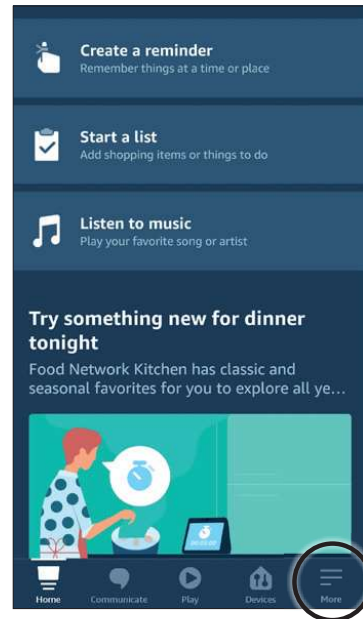 Create a reminder
Remember things at a time or place
Start a list
Add shopping items or things to do
Listen to music
Play your favorite song or artist
Try something new for dinner
tonight
Food Network Kitchen has classic and
seasonal favorites for you to explore all ye...
Home Communicate Play Devices More